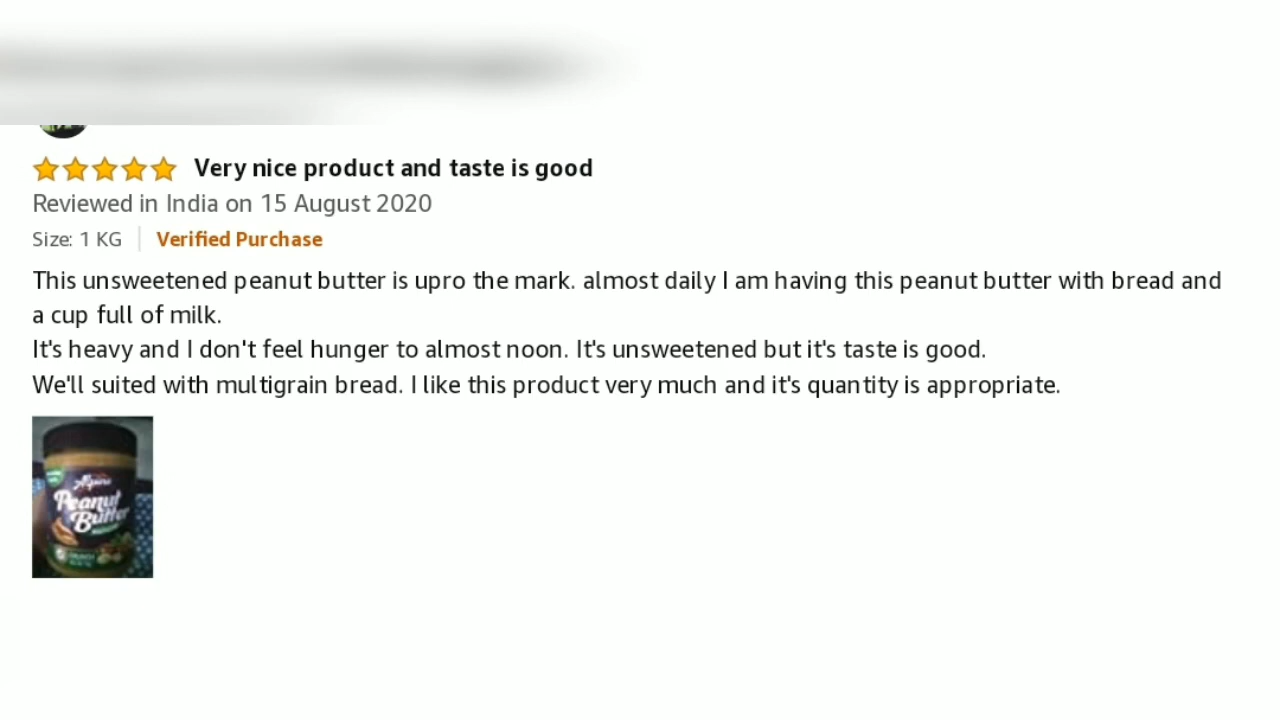 Very nice product and taste is good
Reviewed in India on 15 August 2020
Size: 1 KG Verified Purchase
This unsweetened peanut butter is upro the mark. almost daily I am having this peanut butter with bread and
a cup full of milk.
It's heavy and I don't feel hunger to almost noon. It's unsweetened but it's taste is good.
We'll suited with multigrain bread. I like this product very much and it's quantity is appropriate.
Peanut
Butter